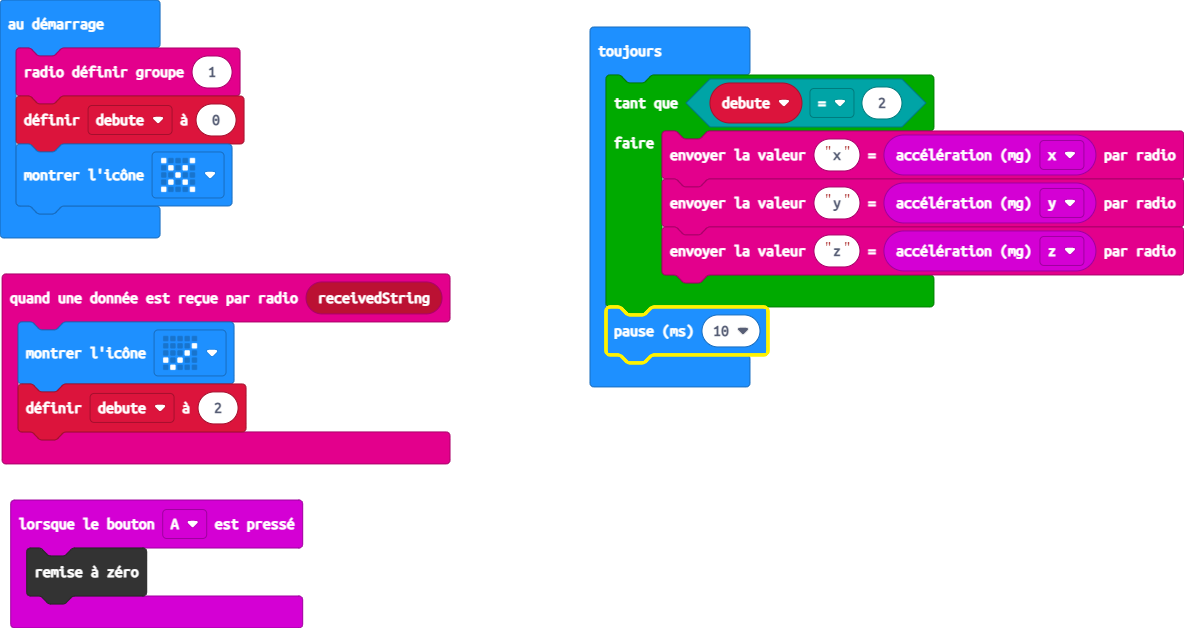 au démarrage
radio définir groupe 1
définir debute à 0
montrer l'icône
quand une donnée est reçue par radio receivedString
montrer l'icône
définir debute à 2
lorsque le bouton A est pressé
remise à zéro
toujours
tant que debute = 2
faire
envoyer la valeur "x" = accélération (mg) x par radio
envoyer la valeur "y" = accélération (mg) y par radio
envoyer la valeur "z" = accélération (mg) z par radio
pause (ms) 10